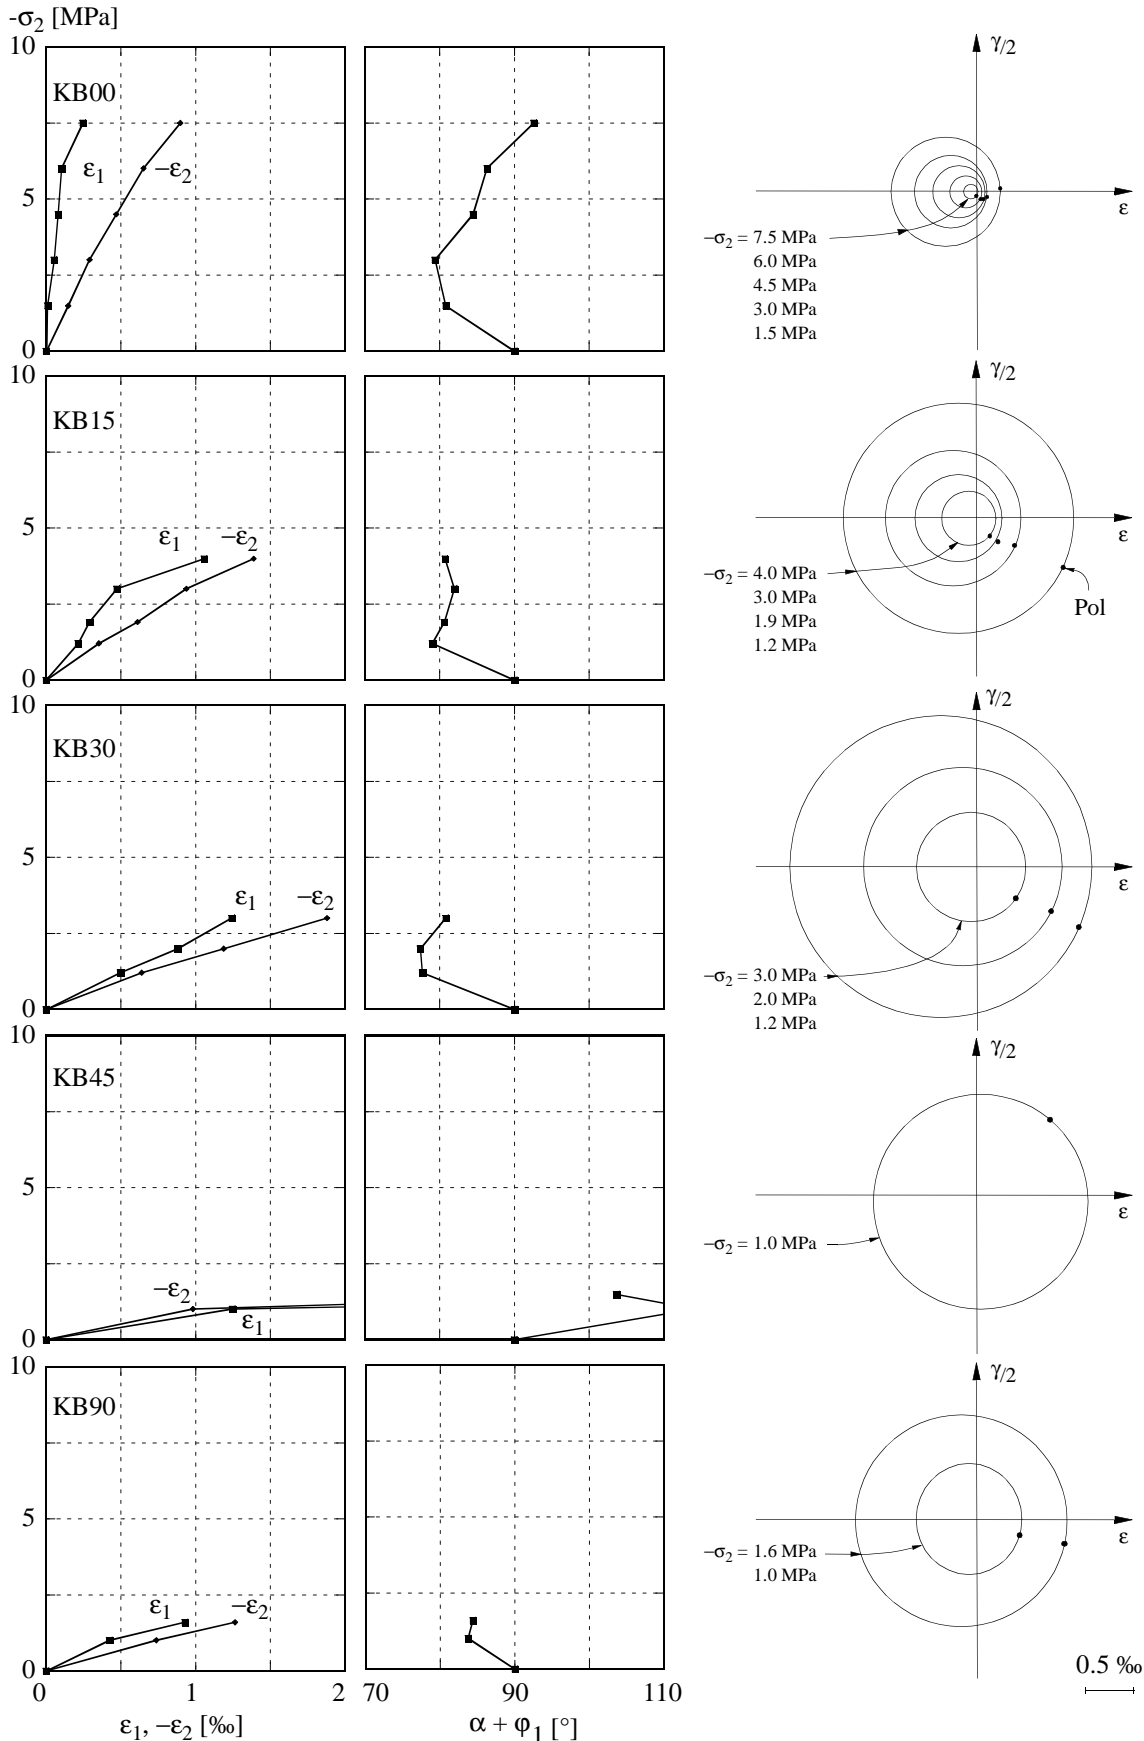 -σ2 [MPa]
10
KB00
ε1
−ε2
5
0
γ/2
ε
−σ2 = 7.5 MPa
6.0 MPa
4.5 MPa
3.0 MPa
1.5 MPa
10
KB15
ε1
−ε2
5
0
γ/2
ε
−σ2 = 4.0 MPa
3.0 MPa
1.9 MPa
1.2 MPa
Pol
10
KB30
ε1
−ε2
5
0
γ/2
ε
−σ2 = 3.0 MPa
2.0 MPa
1.2 MPa
10
KB45
5
−ε2
ε1
0
γ/2
ε
−σ2 = 1.0 MPa
10
KB90
5
ε1
−ε2
0
γ/2
ε
−σ2 = 1.6 MPa
1.0 MPa
0.5 ‰
0 1 2
ε1, −ε2 [‰]
70 90 110
α + φ1 [°]